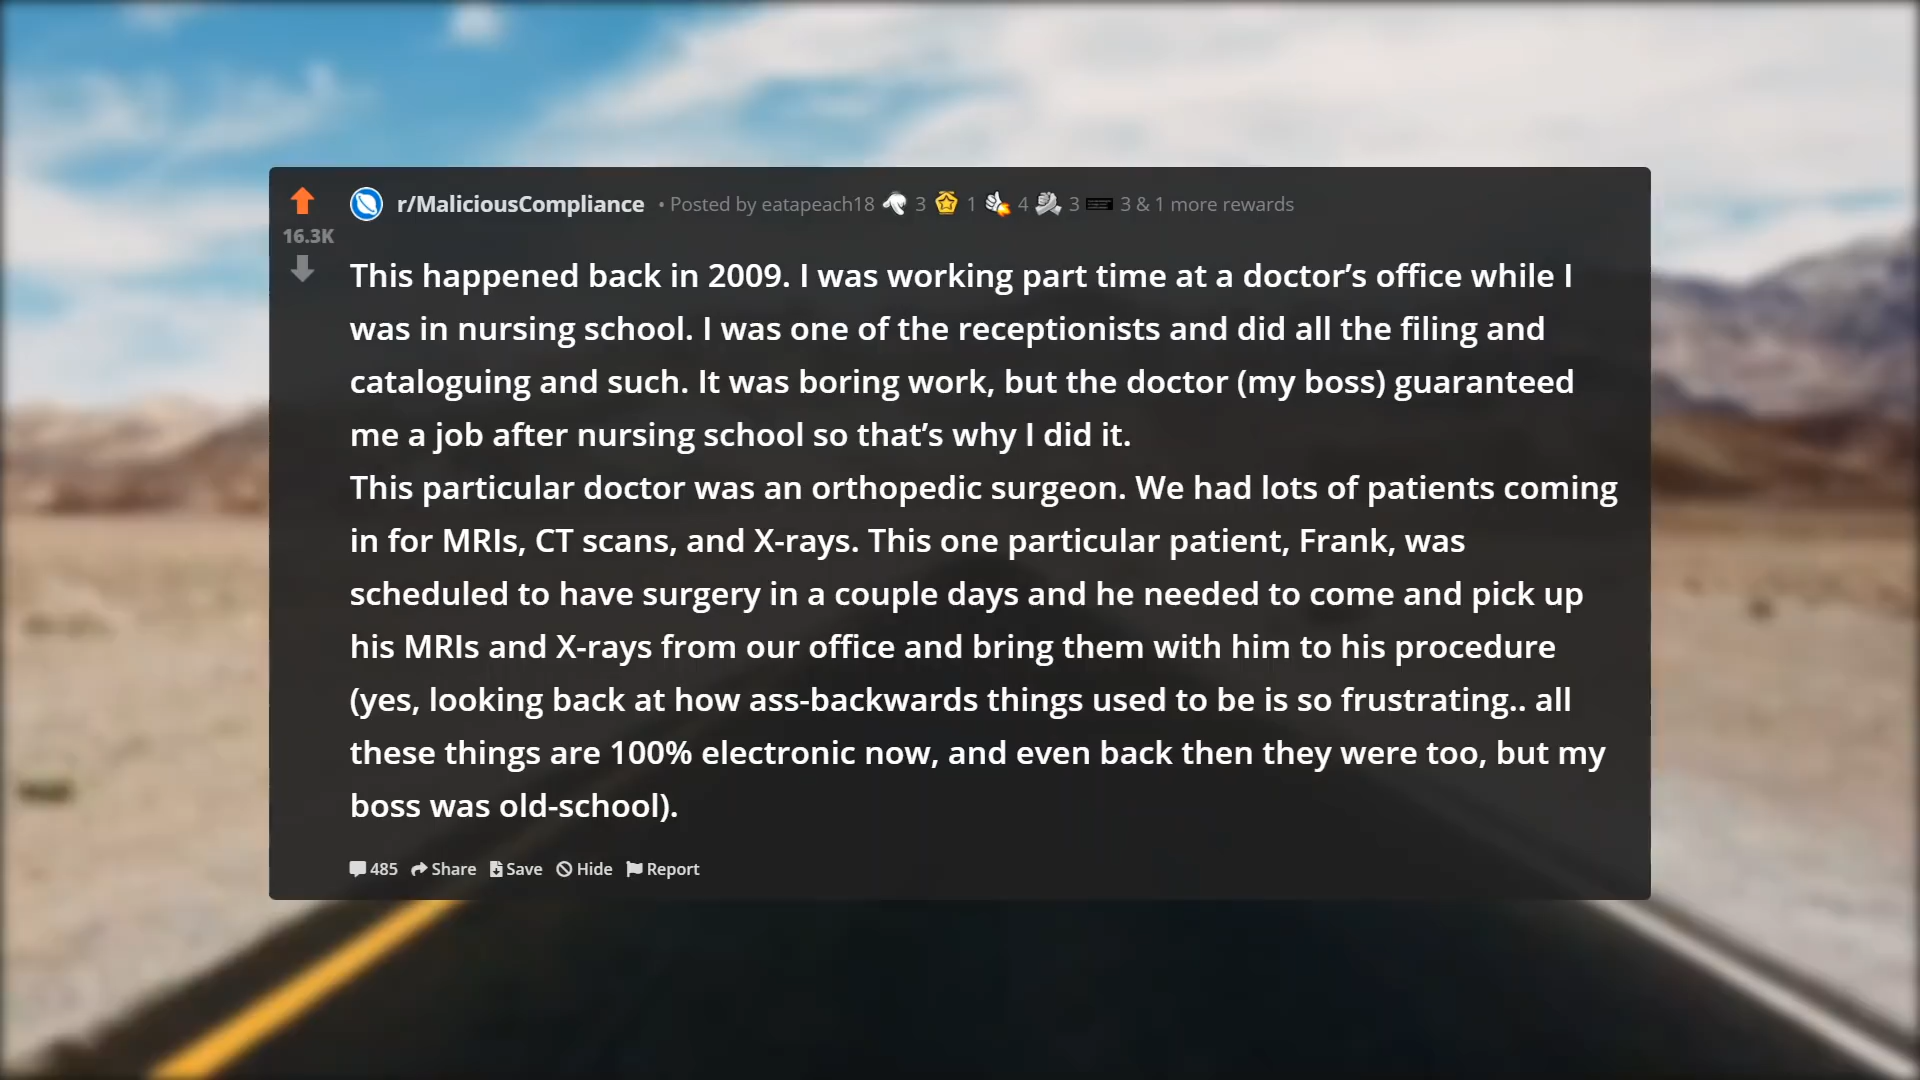 r/MaliciousCompliance • Posted by eatapeach18 3 1 4 3 3 & 1 more rewards
16.3K
This happened back in 2009. I was working part time at a doctor’s office while I
was in nursing school. I was one of the receptionists and did all the filing and
cataloguing and such. It was boring work, but the doctor (my boss) guaranteed
me a job after nursing school so that’s why I did it.
This particular doctor was an orthopedic surgeon. We had lots of patients coming
in for MRIs, CT scans, and X-rays. This one particular patient, Frank, was
scheduled to have surgery in a couple days and he needed to come and pick up
his MRIs and X-rays from our office and bring them with him to his procedure
(yes, looking back at how ass-backwards things used to be is so frustrating.. all
these things are 100% electronic now, and even back then they were too, but my
boss was old-school).
485 Share Save Hide Report